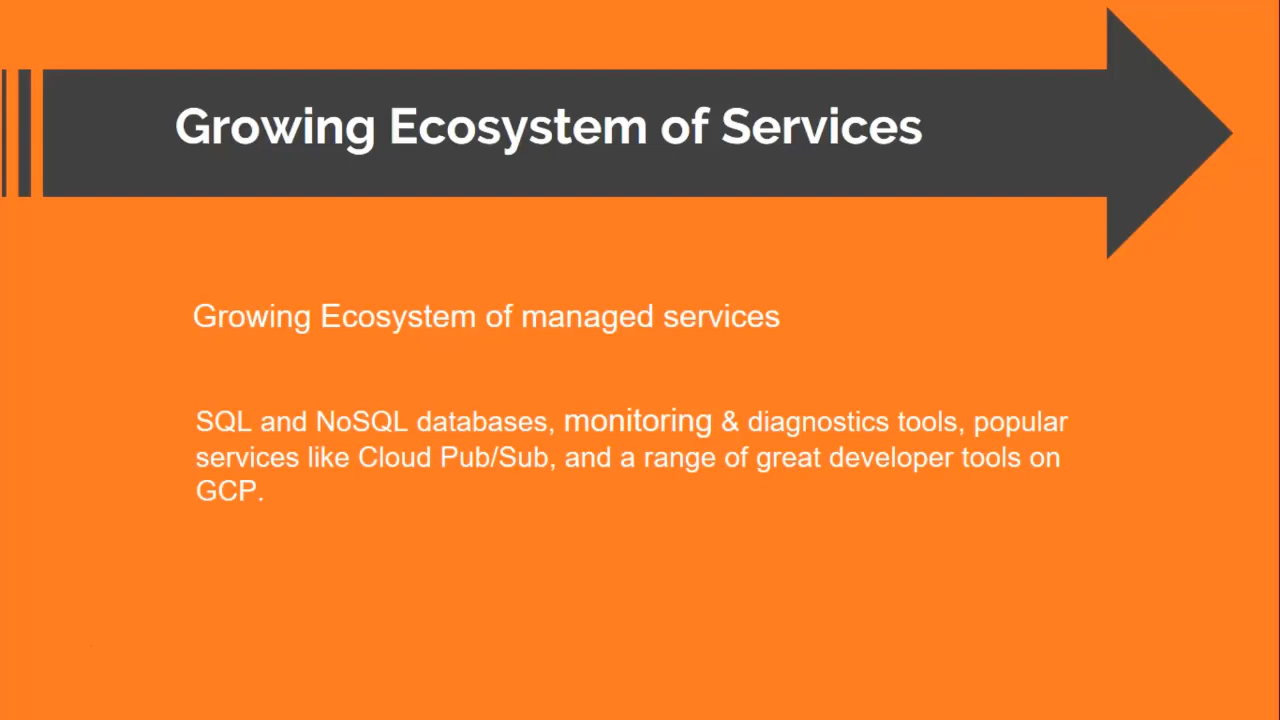 Growing Ecosystem of Services
Growing Ecosystem of managed services
SQL and NoSQL databases, monitoring & diagnostics tools, popular
services like Cloud Pub/Sub, and a range of great developer tools on
GCP.